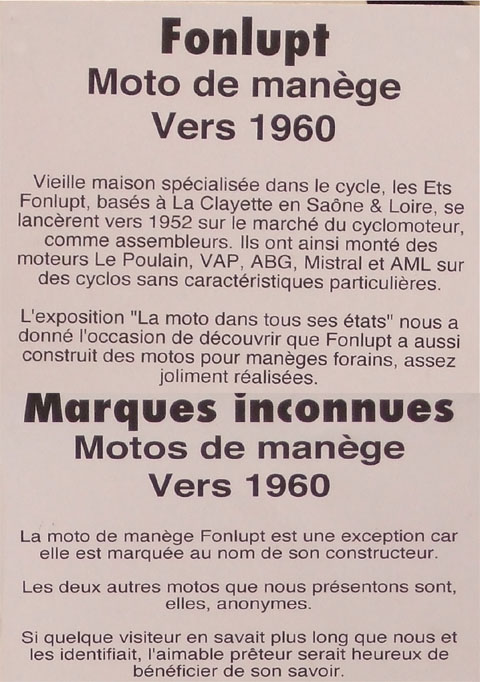 Fonlupt
Moto de manège
Vers 1960
Vieille maison spécialisée dans le cycle, les Ets
Fonlupt, basés à La Clayette en Saône & Loire, se
lancèrent vers 1952 sur le marché du cyclomoteur,
comme assembleurs. Ils ont ainsi monté des
moteurs Le Poulain, VAP, ABG, Mistral et AML sur
des cyclos sans caractéristiques particulières.
L'exposition "La moto dans tous ses états" nous a
donné l'occasion de découvrir que Fonlupt a aussi
construit des motos pour manèges forains, assez
joliment réalisées.
Marques inconnues
Motos de manège
Vers 1960
La moto de manège Fonlupt est une exception car
elle est marquée au nom de son constructeur.
Les deux autres motos que nous présentons sont,
elles, anonymes.
Si quelque visiteur en savait plus long que nous et
les identifiait, l'aimable prêteur serait heureux de
bénéficier de son savoir.